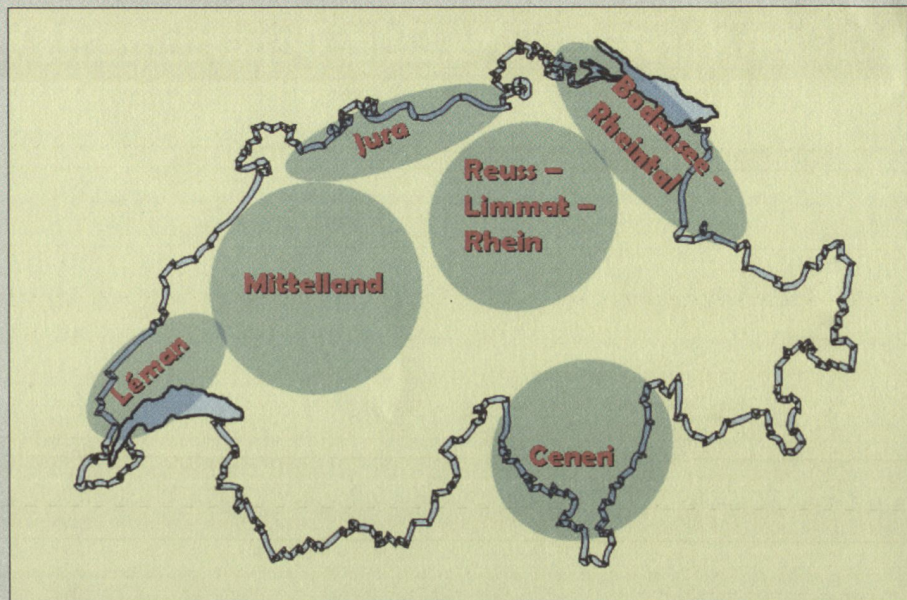 Jura
Bodensee -
Rheintal
Reuss –
Limmat –
Rhein
Mittelland
Léman
Ceneri